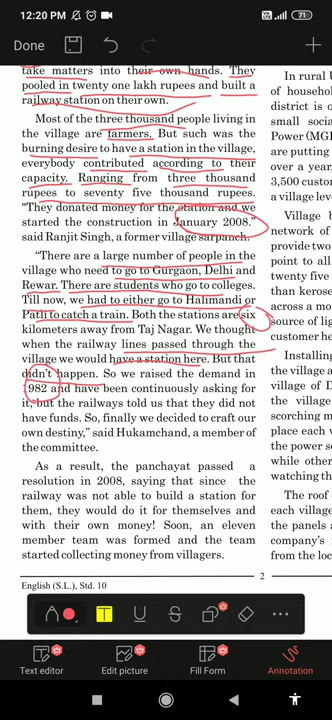 12:20 PM
71
Done
take matters into their own hands. They
pooled in twenty one lakh rupees and built a
railway station on their own.
Most of the three thousand people living
in the village are farmers. But such was the
burning desire to have a station in the village,
everybody contributed according to their
capacity. Ranging from three thousand
rupees to seventy five thousand rupees.
"They donated money for the station and we
started the construction in January 2008."
said Ranjit Singh, a former village sarpanch.
"There are a large number of people in the
village who need to go to Gurgaon, Delhi and
Rewar. There are students who go to colleges.
Till now, we had to either go to Halimandi or
Patli to catch a train. Both the stations are six
kilometers away from Taj Nagar. We thought
when the railway lines passed through the
village we would have a station here. But that
didn't happen. So we raised the demand in
1982 and have been continuously asking for
it, but the railways told us that they did not
have funds. So, finally we decided to craft our
own destiny," said Hukamchand, a member of
the committee.
As a result, the panchayat passed a
resolution in 2008, saying that since the
railway was not able to build a station for
them, they would do it for themselves and
with their own money! Soon, an eleven
member team was formed and the team
started collecting money from villagers.
In rural U
of household
district is o
small socia
Power (MG
are putting
over a year,
3,500 custom
a village leve
Village b
network of
provide two
point to all
twenty five
than kerose
across a mo
source of lig
customer he
Installing
the village a
village of D
the village
scorching m
place each v
the power s
while other
watching th
The roof
each village
the panels a
company's i
from the loc
2
English (S.L.), Std. 10
T
U
S
Text editor
Edit picture
Fill Form
Annotation